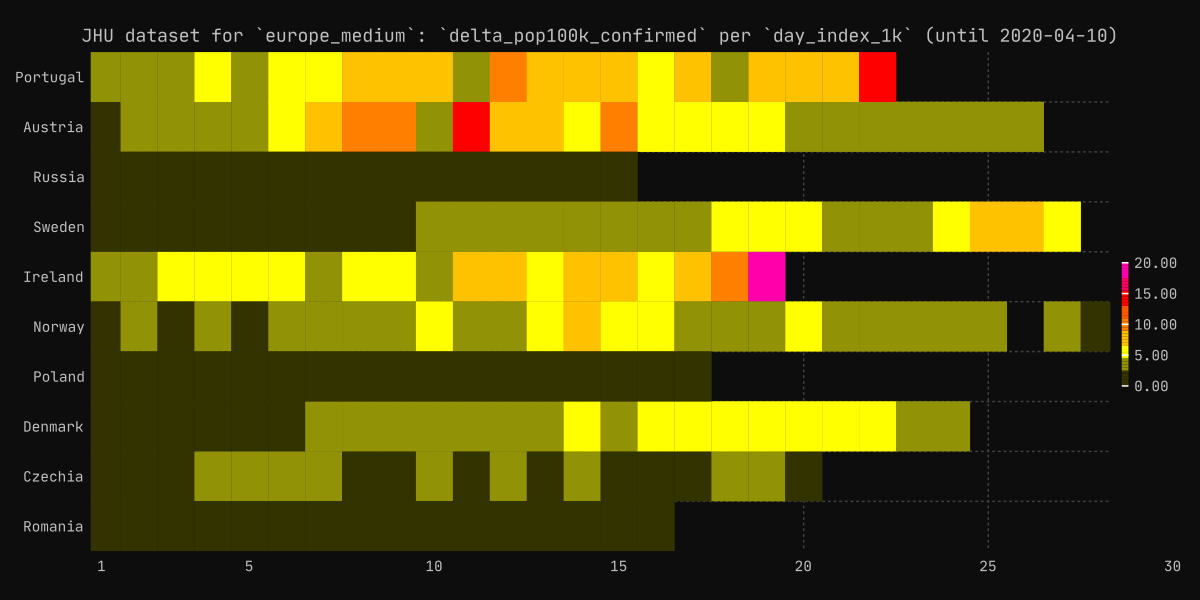 JHU dataset for `europe_medium`: `delta_pop100k_confirmed` per `day_index_1k` (until 2020-04-10)
Portugal
Austria
Russia
Sweden
Ireland
Norway
Poland
Denmark
Czechia
Romania
20.00
15.00
10.00
5.00
0.00
1 5 10 15 20 25 30